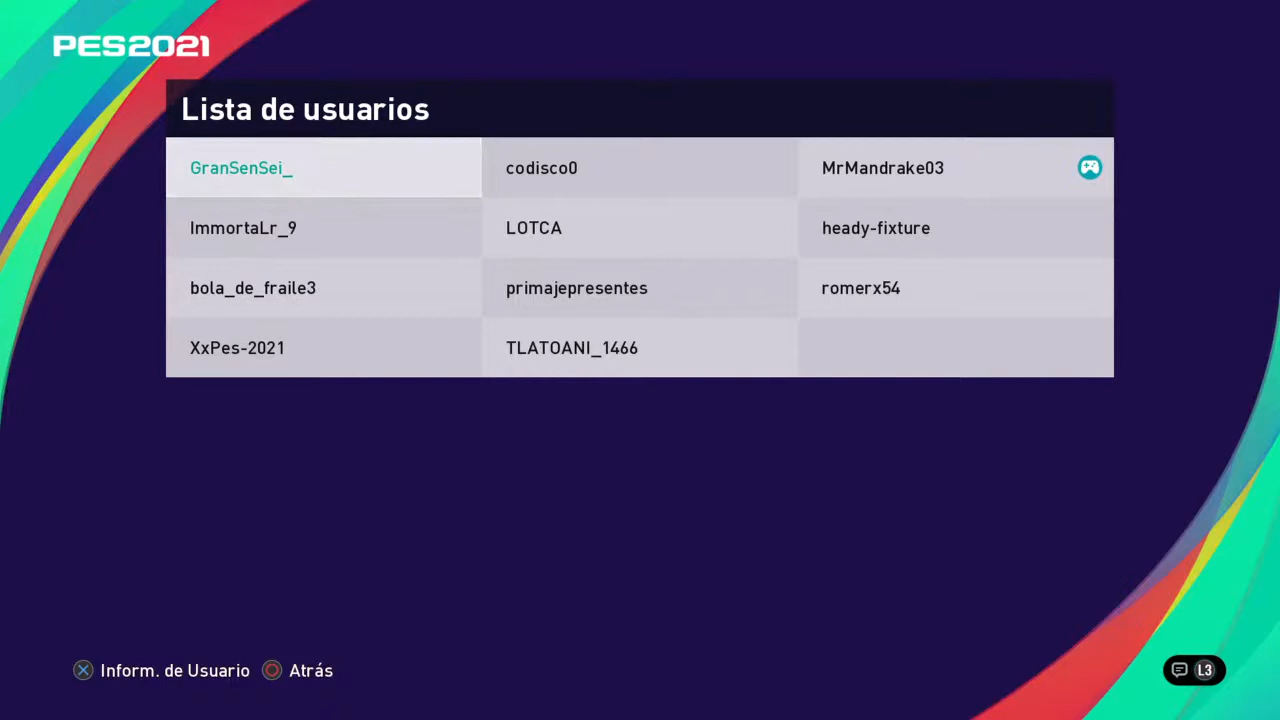 PES2021
Lista de usuarios
GranSenSei_ codisco0 MrMandrake03
ImmortaLr_9 LOTCA heady-fixture
bola_de_fraile3 primajepresentes romerx54
XxPes-2021 TLATOANI_1466
Inform. de Usuario Atrás L3